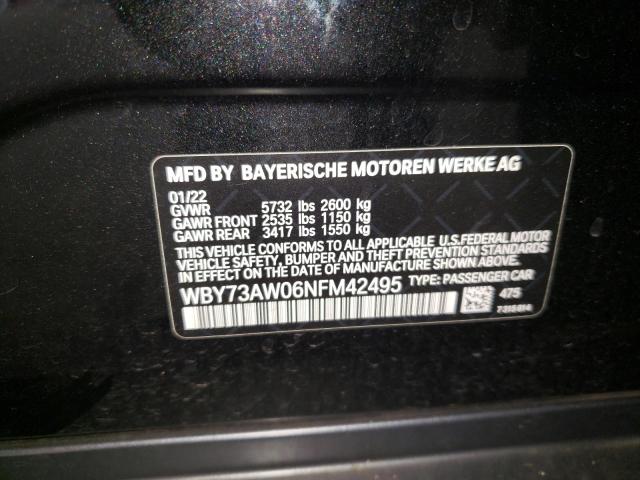 MFD BY BAYERISCHE MOTOREN WERKE AG
01/22
GVWR 5732 lbs 2600 kg
GAWR FRONT 2535 lbs 1150 kg
GAWR REAR 3417 lbs 1550 kg
THIS VEHICLE CONFORMS TO ALL APPLICABLE U.S.FEDERAL MOTOR
VEHICLE SAFETY, BUMPER, AND THEFT PREVENTION STANDARDS
IN EFFECT ON THE DATE OF MANUFACTURE SHOWN ABOVE.
WBY73AW06NFM42495 TYPE: PASSENGER CAR
475
7315014